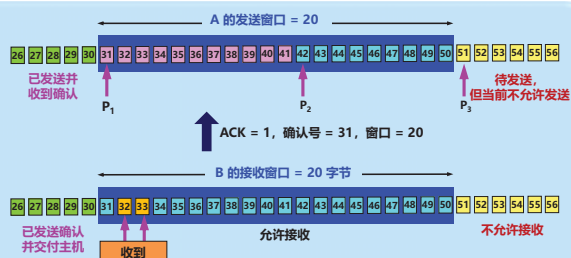 A 的发送窗口 = 20
26 27 28 29 30 31 32 33 34 35 36 37 38 39 40 41 42 43 44 45 46 47 48 49 50 51 52 53 54 55 56
已发送并
收到确认
P1
P2
P3
待发送，
但当前不允许发送
ACK = 1，确认号 = 31，窗口 = 20
B 的接收窗口 = 20 字节
26 27 28 29 30 31 32 33 34 35 36 37 38 39 40 41 42 43 44 45 46 47 48 49 50 51 52 53 54 55 56
已发送确认
并交付主机
收到
允许接收
不允许接收